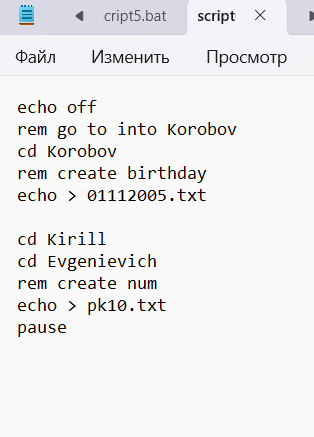 cript5.bat
script
Файл
Изменить
Просмотр
echo off
rem go to into Korobov
cd Korobov
rem create birthday
echo > 01112005.txt
cd Kirill
cd Evgenievich
rem create num
echo > pk10.txt
pause